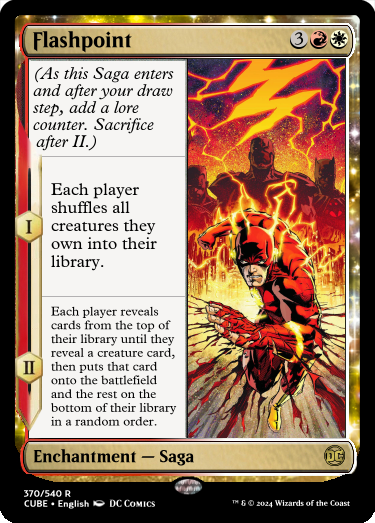 Flashpoint 3
(As this Saga enters
and after your draw
step, add a lore
counter. Sacrifice
after II.)
I
Each player
shuffles all
creatures they
own into their
library.
II
Each player reveals
cards from the top of
their library until they
reveal a creature card,
then puts that card
onto the battlefield
and the rest on the
bottom of their library
in a random order.
Enchantment — Saga
DC
370/540 R
CUBE • English DC Comics
™ & © 2024 Wizards of the Coast